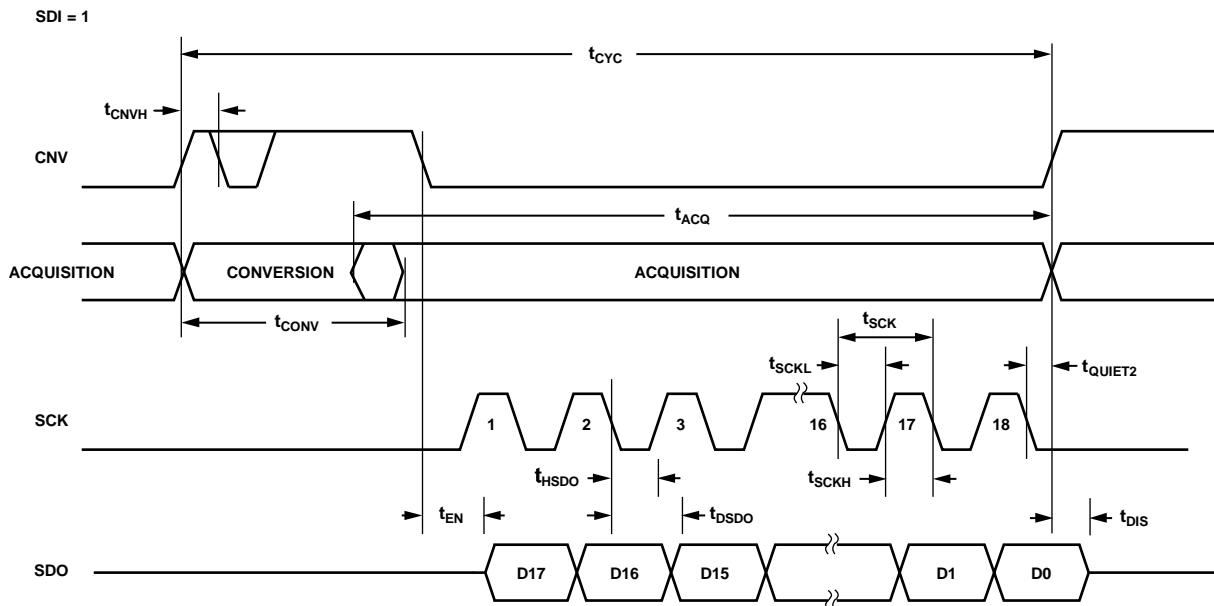 SDI = 1
tCYC
tCNVH
CNV
tACQ
ACQUISITION
CONVERSION
ACQUISITION
tCONV
tSCK
tSCKL
tQUIET2
SCK
1
2
3
16
17
18
tHSDO
tSCKH
tEN
tDSDO
tDIS
SDO
D17
D16
D15
D1
D0